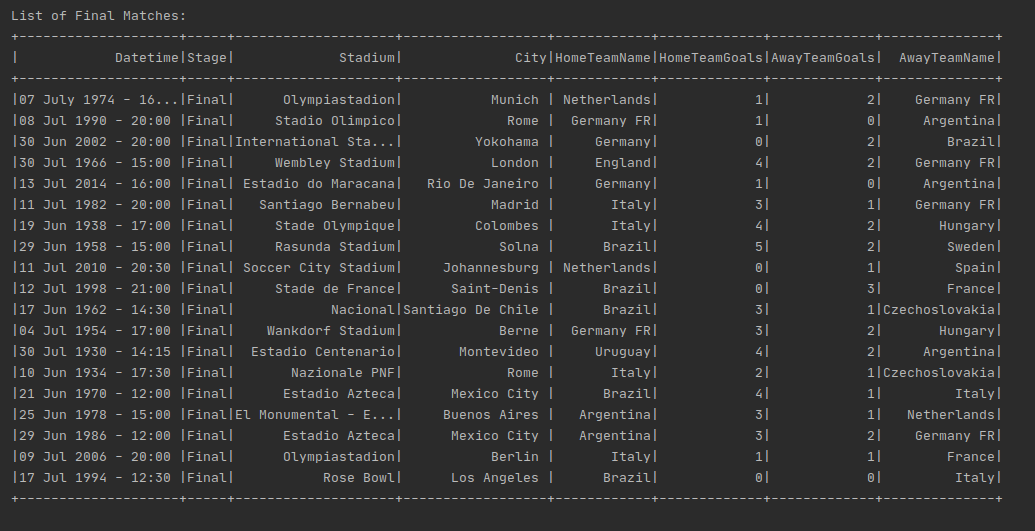 List of Final Matches:
+--------------------+-----+--------------------+------------------+------------+-------------+-------------+--------------+
|            Datetime|Stage|             Stadium|              City|HomeTeamName|HomeTeamGoals|AwayTeamGoals|  AwayTeamName|
+--------------------+-----+--------------------+------------------+------------+-------------+-------------+--------------+
|07 July 1974 - 16...|Final|      Olympiastadion|           Munich | Netherlands|            1|            2|    Germany FR|
|08 Jul 1990 - 20:00 |Final|     Stadio Olimpico|             Rome |  Germany FR|            1|            0|     Argentina|
|30 Jun 2002 - 20:00 |Final|International Sta...|         Yokohama |     Germany|            0|            2|        Brazil|
|30 Jul 1966 - 15:00 |Final|     Wembley Stadium|           London |     England|            4|            2|    Germany FR|
|13 Jul 2014 - 16:00 |Final| Estadio do Maracana|   Rio De Janeiro |     Germany|            1|            0|     Argentina|
|11 Jul 1982 - 20:00 |Final|   Santiago Bernabeu|           Madrid |       Italy|            3|            1|    Germany FR|
|19 Jun 1938 - 17:00 |Final|     Stade Olympique|         Colombes |       Italy|            4|            2|       Hungary|
|29 Jun 1958 - 15:00 |Final|     Rasunda Stadium|            Solna |      Brazil|            5|            2|        Sweden|
|11 Jul 2010 - 20:30 |Final| Soccer City Stadium|     Johannesburg | Netherlands|            0|            1|         Spain|
|12 Jul 1998 - 21:00 |Final|     Stade de France|      Saint-Denis |      Brazil|            0|            3|        France|
|17 Jun 1962 - 14:30 |Final|            Nacional|Santiago De Chile |      Brazil|            3|            1|Czechoslovakia|
|04 Jul 1954 - 17:00 |Final|    Wankdorf Stadium|            Berne |  Germany FR|            3|            2|       Hungary|
|30 Jul 1930 - 14:15 |Final|  Estadio Centenario|       Montevideo |     Uruguay|            4|            2|     Argentina|
|10 Jun 1934 - 17:30 |Final|       Nazionale PNF|             Rome |       Italy|            2|            1|Czechoslovakia|
|21 Jun 1970 - 12:00 |Final|      Estadio Azteca|      Mexico City |      Brazil|            4|            1|         Italy|
|25 Jun 1978 - 15:00 |Final|El Monumental - E...|     Buenos Aires |   Argentina|            3|            1|   Netherlands|
|29 Jun 1986 - 12:00 |Final|      Estadio Azteca|      Mexico City |   Argentina|            3|            2|    Germany FR|
|09 Jul 2006 - 20:00 |Final|      Olympiastadion|           Berlin |       Italy|            1|            1|        France|
|17 Jul 1994 - 12:30 |Final|           Rose Bowl|      Los Angeles |      Brazil|            0|            0|         Italy|
+--------------------+-----+--------------------+------------------+------------+-------------+-------------+--------------+